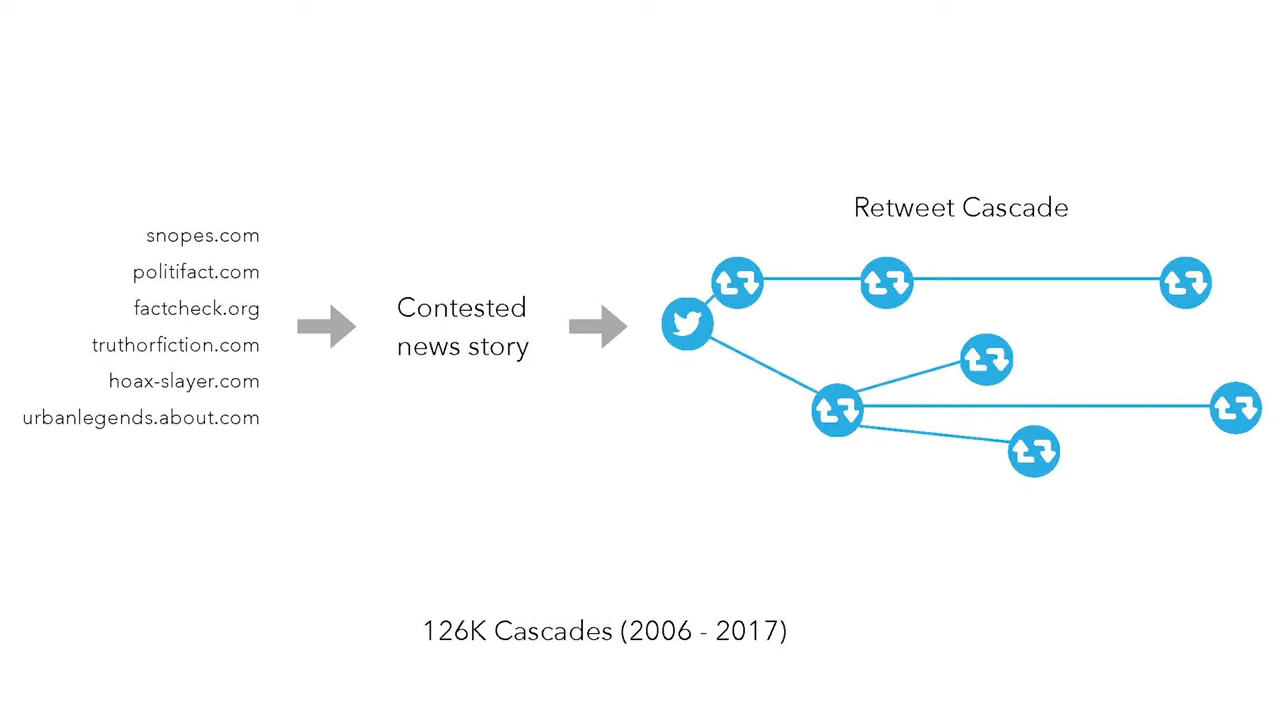 snopes.com
politifact.com
factcheck.org
truthorfiction.com
hoax-slayer.com
urbanlegends.about.com
Contested
news story
Retweet Cascade
126K Cascades (2006 - 2017)